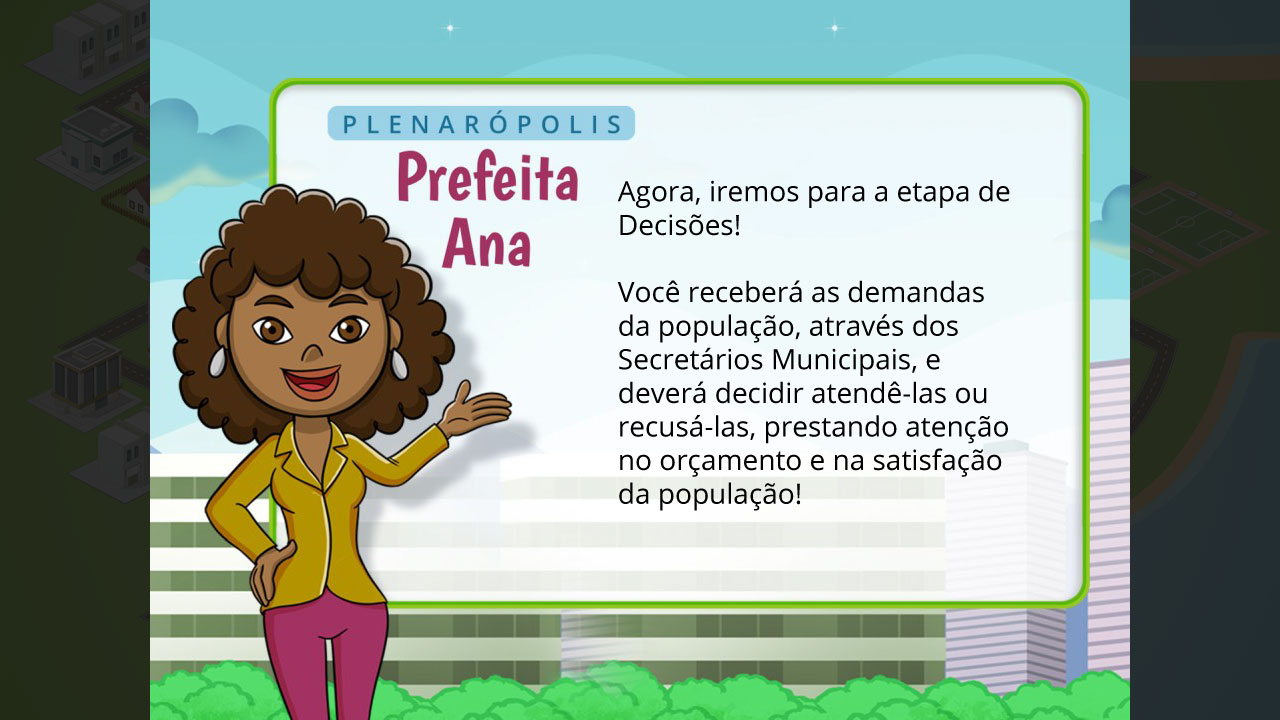 PLENARÓPOLIS
Prefeita
Ana
Agora, iremos para a etapa de
Decisões!
Você receberá as demandas
da população, através dos
Secretários Municipais, e
deverá decidir atendê-las ou
recusá-las, prestando atenção
no orçamento e na satisfação
da população!